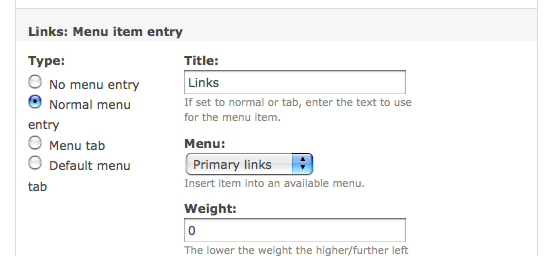 Links: Menu item entry
Type:
No menu entry
Normal menu
entry
Menu tab
Default menu
tab
Title:
Links
If set to normal or tab, enter the text to use
for the menu item.
Menu:
Primary links
Insert item into an available menu.
Weight:
0
The lower the weight the higher/further left